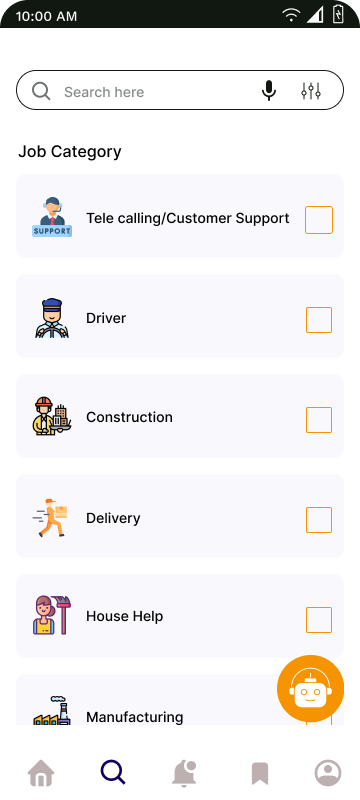 10:00 AM
Search here
Job Category
SUPPORT
Tele calling/Customer Support
Driver
Construction
Delivery
House Help
Manufacturing